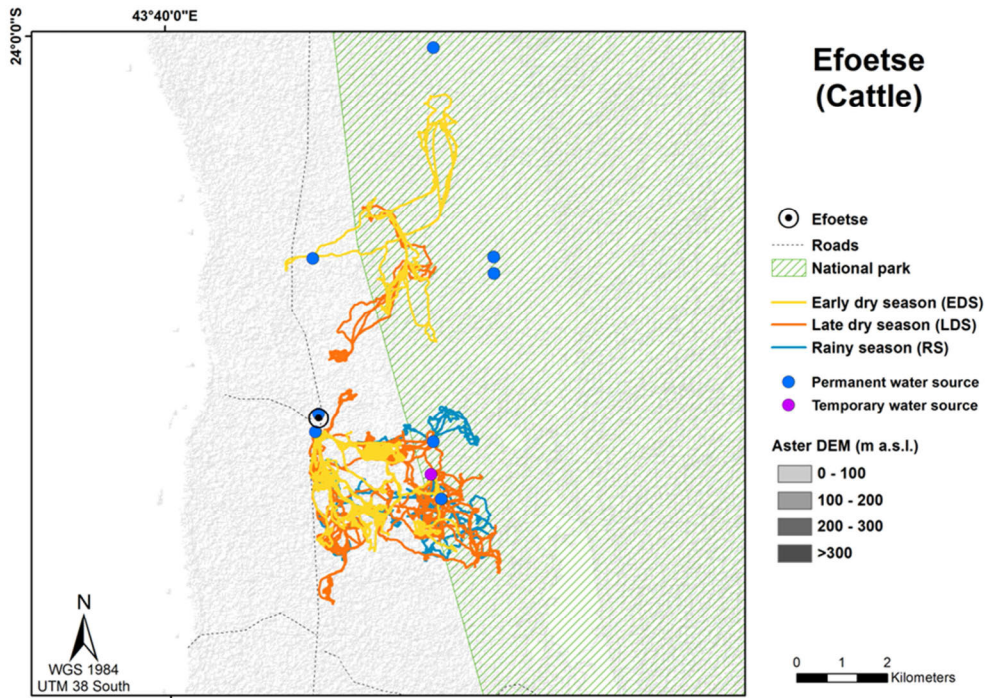 43°40'0"E
24°0'0"S
Efoetse
(Cattle)
Efoetse
Roads
National park
Early dry season (EDS)
Late dry season (LDS)
Rainy season (RS)
Permanent water source
Temporary water source
Aster DEM (m a.s.l.)
0 - 100
100 - 200
200 - 300
>300
N
WGS 1984
UTM 38 South
0 1 2
Kilometers